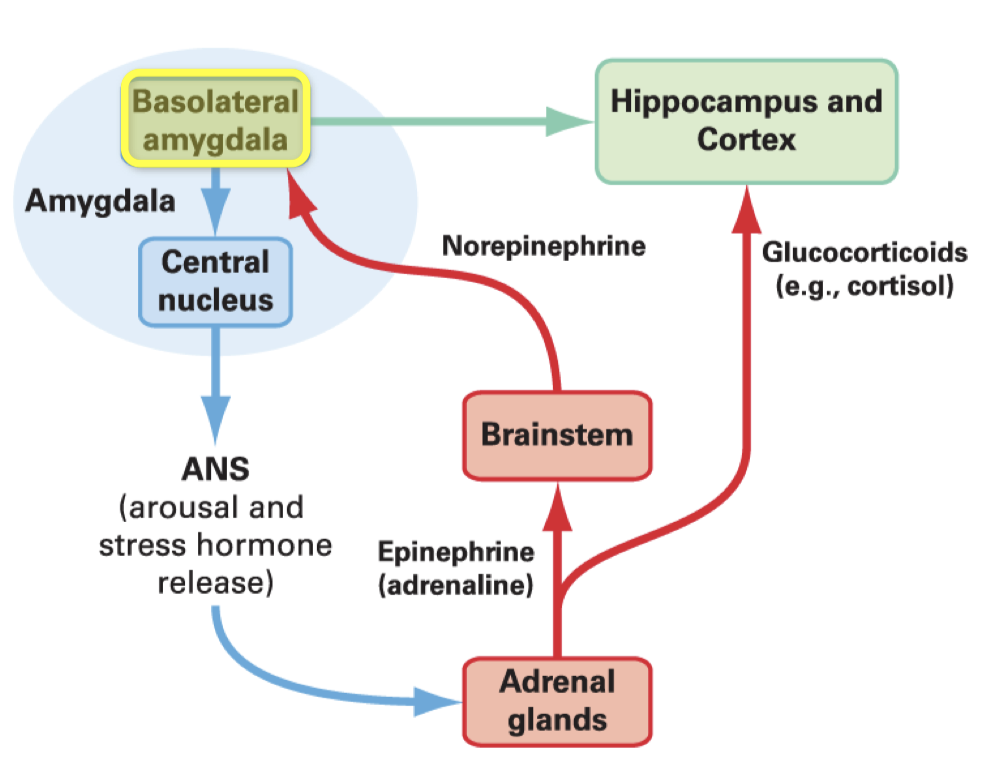 Basolateral
amygdala
Hippocampus and
Cortex
Amygdala
Central
nucleus
Norepinephrine
Glucocorticoids
(e.g., cortisol)
Brainstem
ANS
(arousal and
stress hormone
release)
Epinephrine
(adrenaline)
Adrenal
glands